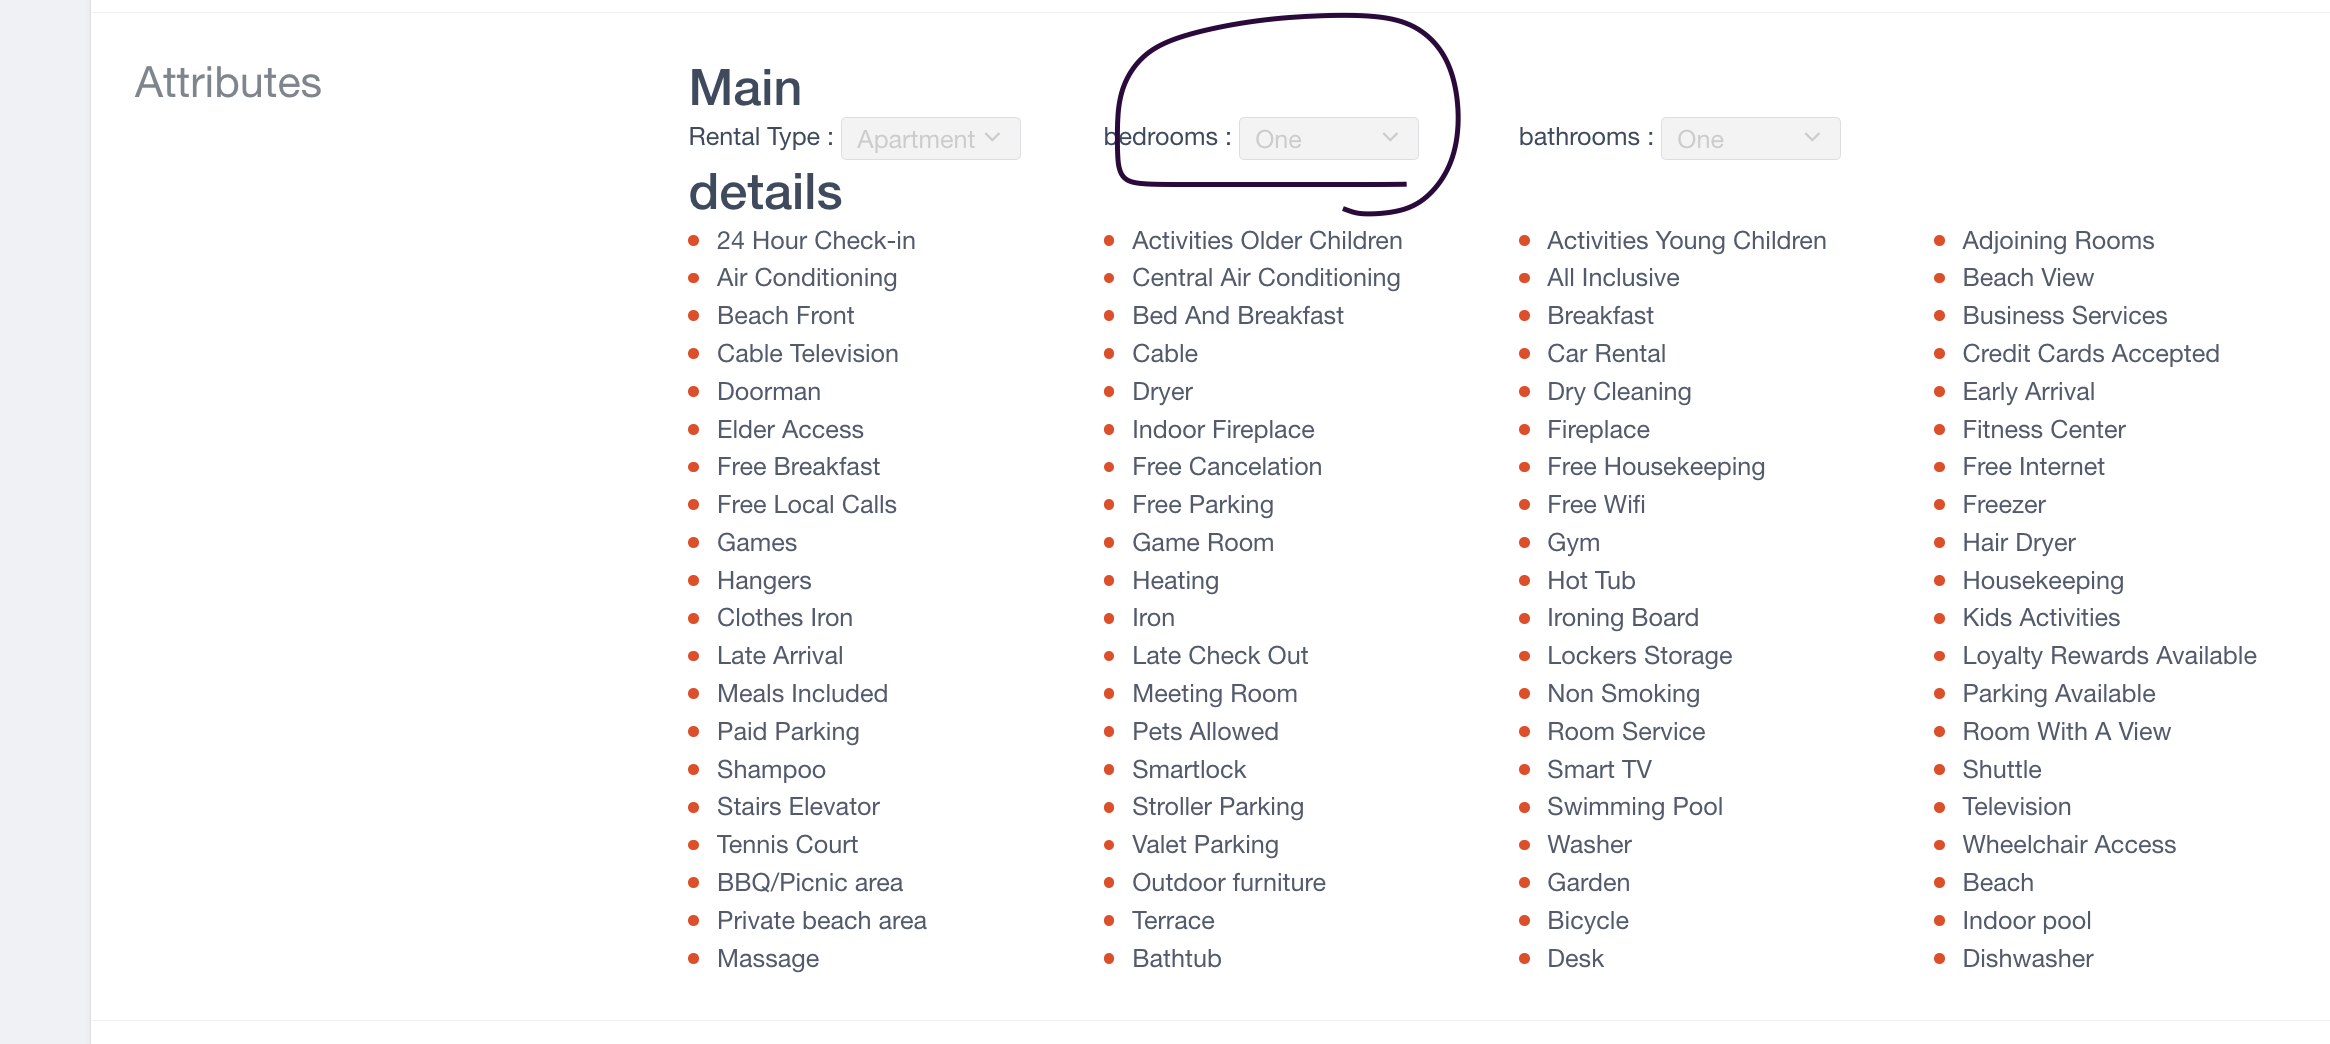 Attributes
Main
Rental Type : Apartment bedrooms : One bathrooms : One
details
24 Hour Check-in Activities Older Children Activities Young Children Adjoining Rooms
Air Conditioning Central Air Conditioning All Inclusive Beach View
Beach Front Bed And Breakfast Breakfast Business Services
Cable Television Cable Car Rental Credit Cards Accepted
Doorman Dryer Dry Cleaning Early Arrival
Elder Access Indoor Fireplace Fireplace Fitness Center
Free Breakfast Free Cancelation Free Housekeeping Free Internet
Free Local Calls Free Parking Free Wifi Freezer
Games Game Room Gym Hair Dryer
Hangers Heating Hot Tub Housekeeping
Clothes Iron Iron Ironing Board Kids Activities
Late Arrival Late Check Out Lockers Storage Loyalty Rewards Available
Meals Included Meeting Room Non Smoking Parking Available
Paid Parking Pets Allowed Room Service Room With A View
Shampoo Smartlock Smart TV Shuttle
Stairs Elevator Stroller Parking Swimming Pool Television
Tennis Court Valet Parking Washer Wheelchair Access
BBQ/Picnic area Outdoor furniture Garden Beach
Private beach area Terrace Bicycle Indoor pool
Massage Bathtub Desk Dishwasher